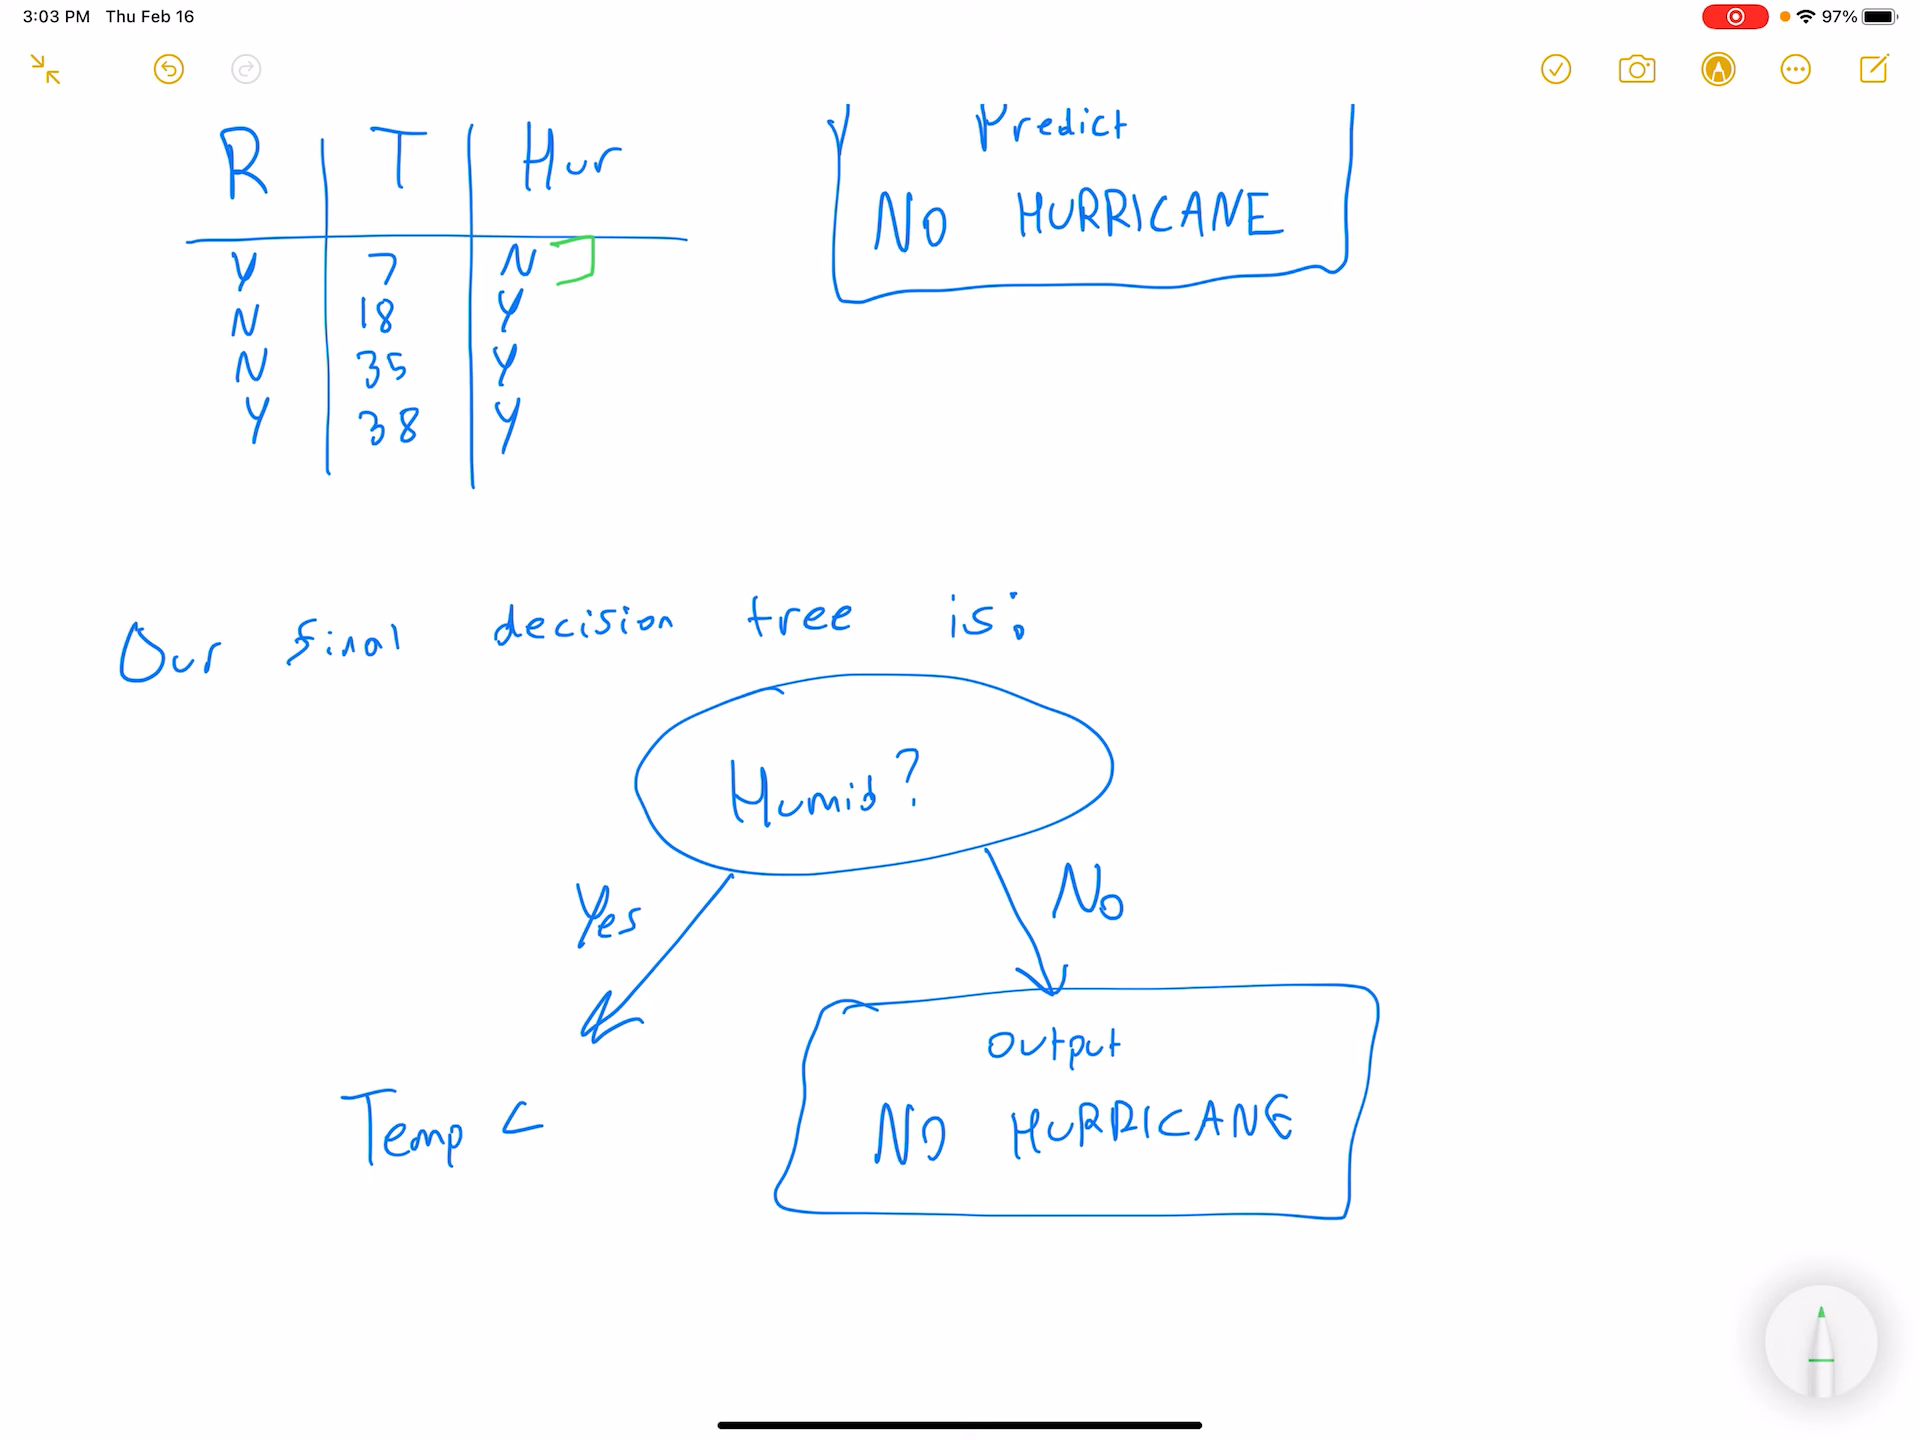 3:03 PM Thu Feb 16
97%
R T Hur
Y 7 N
N 18 Y
N 35 Y
Y 38 Y
Predict
NO HURRICANE
Our final decision tree is:
Humid?
Yes
No
Temp <
Output
NO HURRICANE